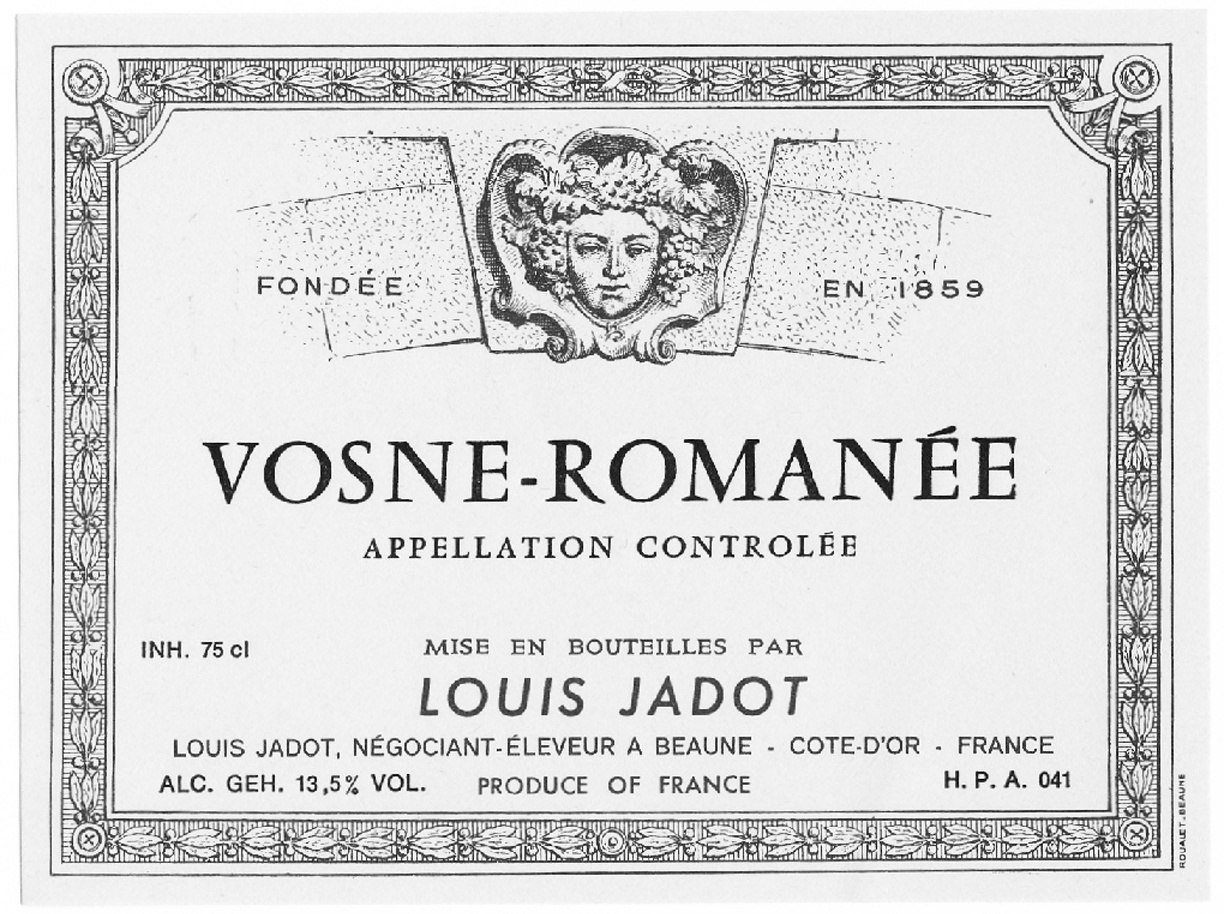 FONDÉE EN 1859
VOSNE-ROMANÉE
APPELLATION CONTROLÉE
INH. 75 cl
MISE EN BOUTEILLES PAR
LOUIS JADOT
LOUIS JADOT, NÉGOCIANT-ÉLEVEUR A BEAUNE - COTE-D'OR - FRANCE
ALC. GEH. 13,5% VOL. PRODUCE OF FRANCE H. P. A. 041
ROUALET-BEAUNE